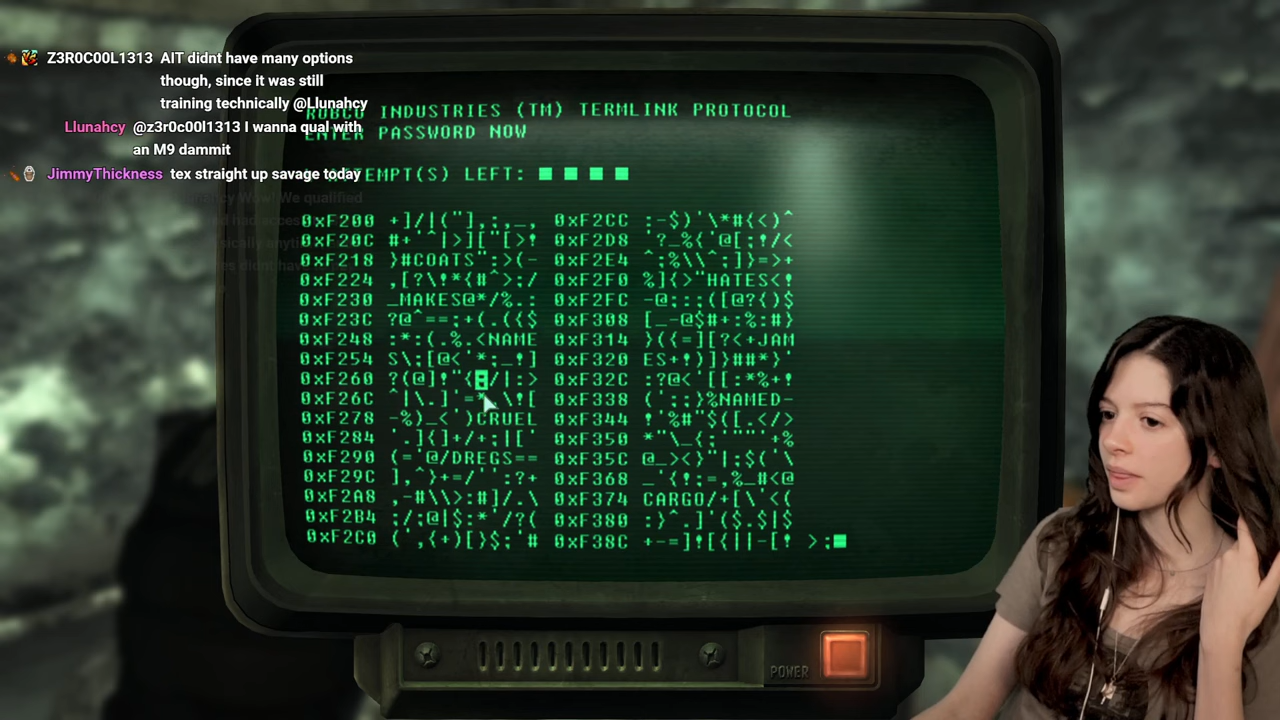 Z3R0C00L1313 AIT didnt have many options
though, since it was still
training technically @Llunahcy
Llunahcy @z3r0c00l1313 I wanna qual with
an M9 dammit
JimmyThickness tex straight up savage today
ROBCO INDUSTRIES (TM) TERMLINK PROTOCOL
ENTER PASSWORD NOW
ATTEMPT(S) LEFT: ■ ■ ■ ■
0xF200 +]/|("],:,_, 0xF2CC :-$)'\*#{<)^
0xF20C #+'^|>]["[>! 0xF2D8 .?_%{'@[;!/<
0xF218 }#COATS":>(- 0xF2E4 ^;%\\^;]}=>+
0xF224 ,[?\!*{#^>;/ 0xF2F0 %]{>"HATES<!
0xF230 _MAKES@*/%.: 0xF2FC -@:;;([@?{)$
0xF23C ?@^==;+(.({$ 0xF308 [_-@$#+:%:#}
0xF248 :*:(.%.<NAME 0xF314 }({=][?<+JAM
0xF254 S\;[@<'*;_!] 0xF320 ES+!)]}##*}'
0xF260 ?(@]!"{:/|:> 0xF32C :?@<'[[:*%+!
0xF26C ^|\.]'=*.\![ 0xF338 (';;}%NAMED-
0xF278 -%)_<')CRUEL 0xF344 !'%#"$([.</>
0xF284 '.]{]+/+;|[' 0xF350 *"\_{;'""'+%
0xF290 (='@/DREGS== 0xF35C @_><}"|;$('\
0xF29C ],^}+=/'':?+ 0xF368 _'{!;=,%_#<@
0xF2A8 ,-#\\>:#]/.\ 0xF374 CARGO/+[\'<(
0xF2B4 :/;@|$:*'/?( 0xF380 :}^.]'($.$|$
0xF2C0 (',{+)[}$;'# 0xF38C +-=]![{||-[! >:■
POWER